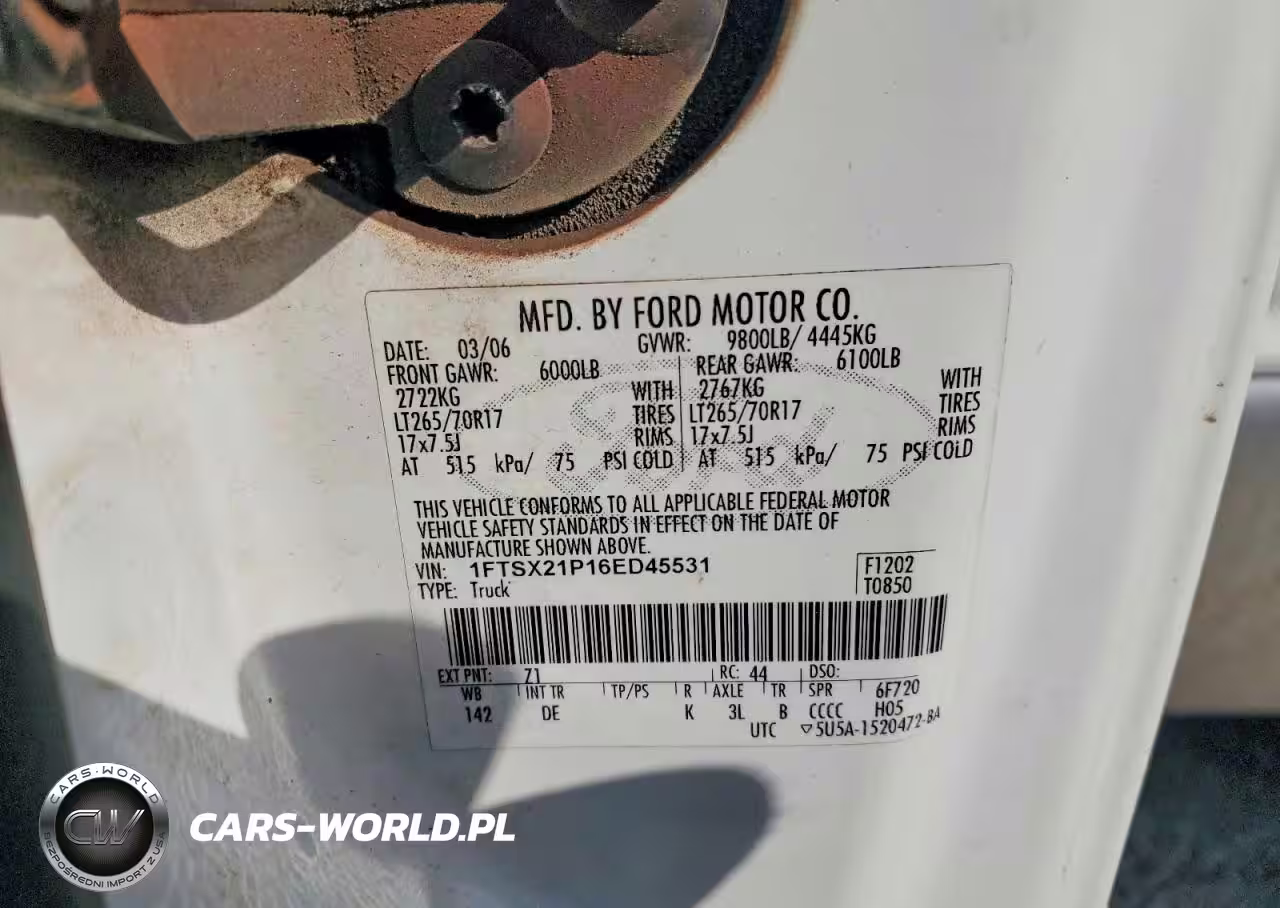 MFD. BY FORD MOTOR CO.
DATE: 03/06 GVWR: 9800LB/ 4445KG
FRONT GAWR: 6000LB REAR GAWR: 6100LB
2722KG WITH 2767KG WITH
LT265/70R17 TIRES LT265/70R17 TIRES
17x7.5J RIMS 17x7.5J RIMS
AT 515 kPa/ 75 PSI COLD AT 515 kPa/ 75 PSI COLD
THIS VEHICLE CONFORMS TO ALL APPLICABLE FEDERAL MOTOR
VEHICLE SAFETY STANDARDS IN EFFECT ON THE DATE OF
MANUFACTURE SHOWN ABOVE.
VIN: 1FTSX21P16ED45531 F1202
TYPE: Truck T0850
EXT PNT: Z1 RC: 44 DSO:
WB INT TR TP/PS R AXLE TR SPR 6F720
142 DE K 3L B CCCC H05
UTC ▽5U5A-1520472-BA
CARS-WORLD
CW
BEZPOŚREDNI IMPORT Z USA
CARS-WORLD.PL